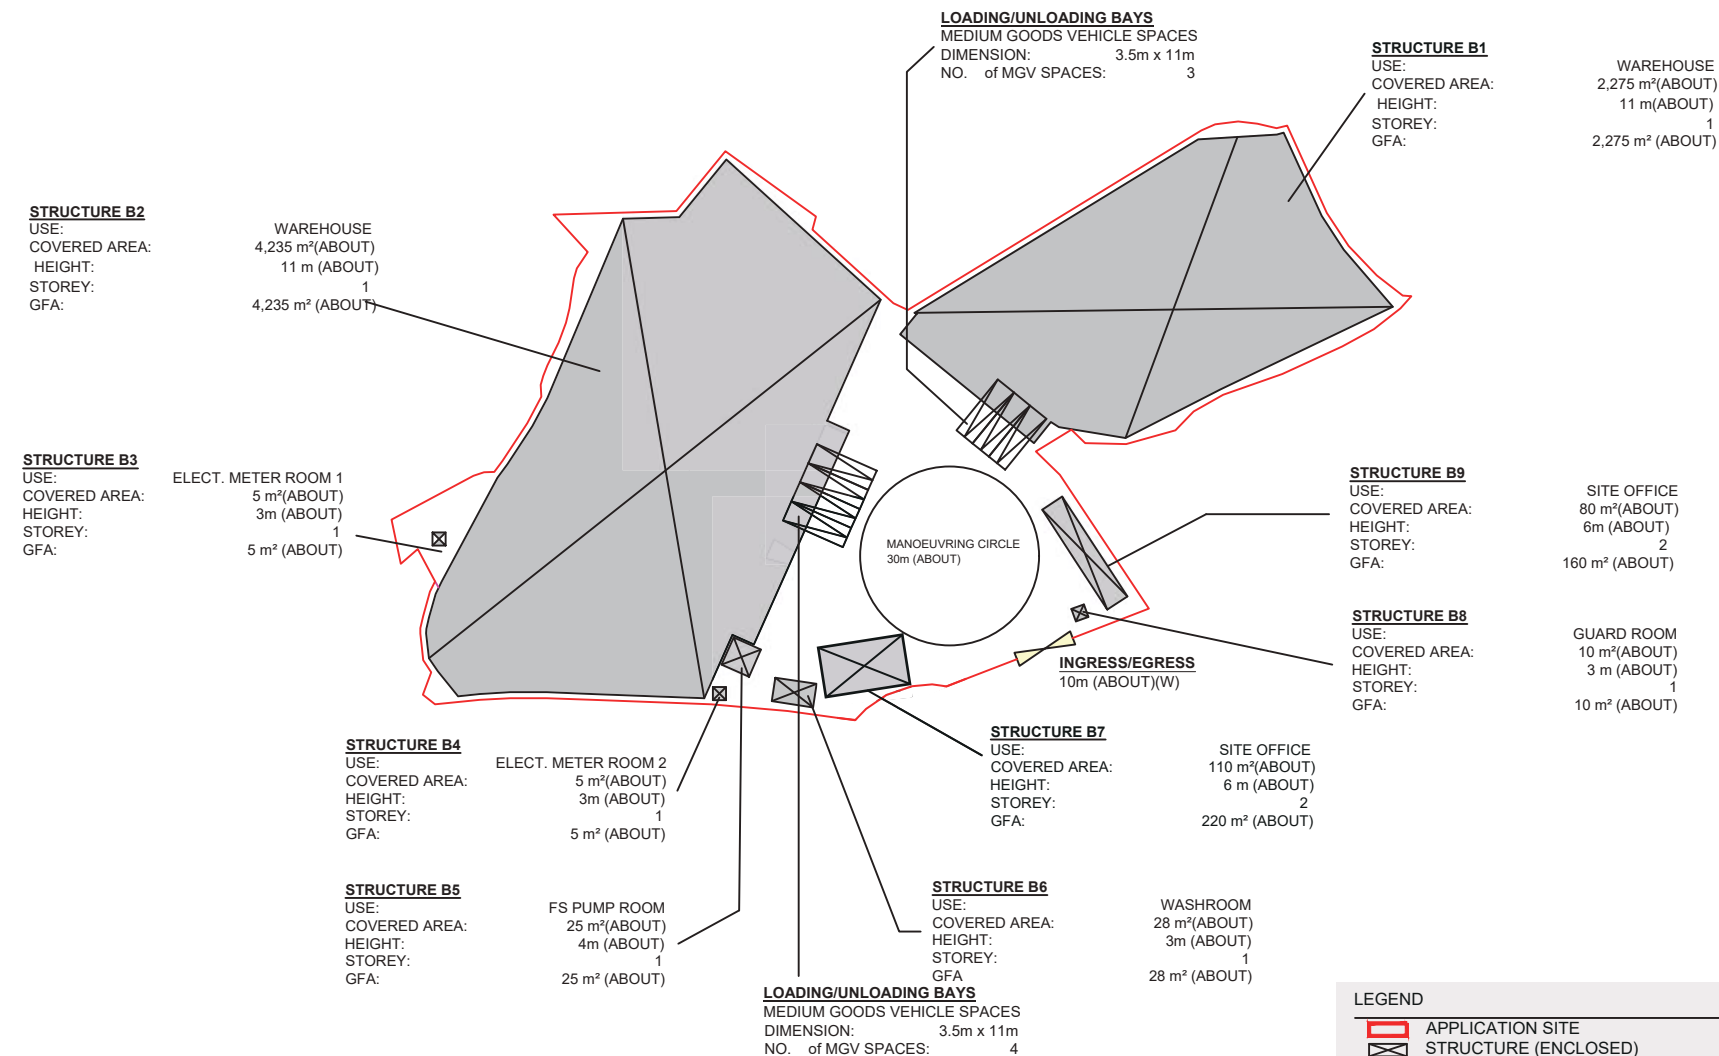 LOADING/UNLOADING BAYS
MEDIUM GOODS VEHICLE SPACES
DIMENSION: 3.5m x 11m
NO. of MGV SPACES: 3
STRUCTURE B1
USE: WAREHOUSE
COVERED AREA: 2,275 m²(ABOUT)
HEIGHT: 11 m(ABOUT)
STOREY: 1
GFA: 2,275 m² (ABOUT)
STRUCTURE B2
USE: WAREHOUSE
COVERED AREA: 4,235 m²(ABOUT)
HEIGHT: 11 m (ABOUT)
STOREY: 1
GFA: 4,235 m² (ABOUT)
STRUCTURE B3
USE: ELECT. METER ROOM 1
COVERED AREA: 5 m²(ABOUT)
HEIGHT: 3m (ABOUT)
STOREY: 1
GFA: 5 m² (ABOUT)
MANOEUVRING CIRCLE
30m (ABOUT)
STRUCTURE B9
USE: SITE OFFICE
COVERED AREA: 80 m²(ABOUT)
HEIGHT: 6m (ABOUT)
STOREY: 2
GFA: 160 m² (ABOUT)
STRUCTURE B8
USE: GUARD ROOM
COVERED AREA: 10 m²(ABOUT)
HEIGHT: 3 m (ABOUT)
STOREY: 1
GFA: 10 m² (ABOUT)
INGRESS/EGRESS
10m (ABOUT)(W)
STRUCTURE B4
USE: ELECT. METER ROOM 2
COVERED AREA: 5 m²(ABOUT)
HEIGHT: 3m (ABOUT)
STOREY: 1
GFA: 5 m² (ABOUT)
STRUCTURE B7
USE: SITE OFFICE
COVERED AREA: 110 m²(ABOUT)
HEIGHT: 6 m (ABOUT)
STOREY: 2
GFA: 220 m² (ABOUT)
STRUCTURE B5
USE: FS PUMP ROOM
COVERED AREA: 25 m²(ABOUT)
HEIGHT: 4m (ABOUT)
STOREY: 1
GFA: 25 m² (ABOUT)
STRUCTURE B6
USE: WASHROOM
COVERED AREA: 28 m²(ABOUT)
HEIGHT: 3m (ABOUT)
STOREY: 1
GFA 28 m² (ABOUT)
LOADING/UNLOADING BAYS
MEDIUM GOODS VEHICLE SPACES
DIMENSION: 3.5m x 11m
NO. of MGV SPACES: 4
LEGEND
APPLICATION SITE
STRUCTURE (ENCLOSED)